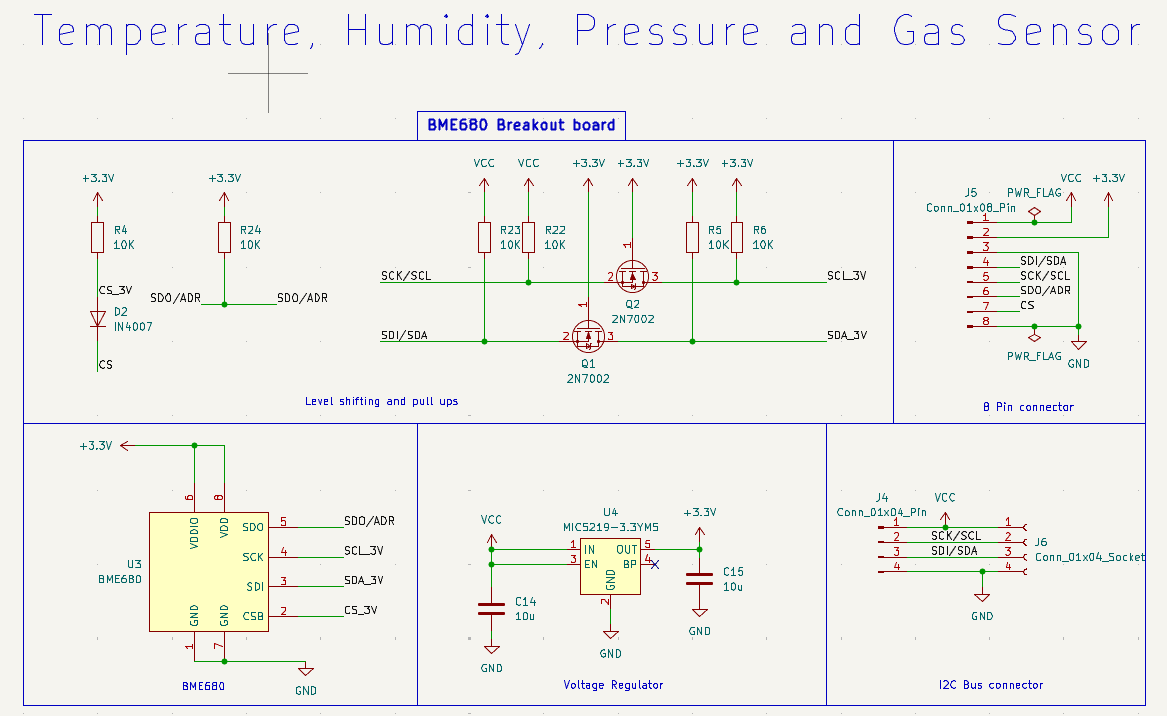 Temperature, Humidity, Pressure and Gas Sensor
BME680 Breakout board
+3.3V
R4
10K
CS_3V
D2
IN4007
CS
+3.3V
R24
10K
SDO/ADR
SDO/ADR
VCC
VCC
+3.3V
+3.3V
+3.3V
+3.3V
R23
10K
R22
10K
R5
10K
R6
10K
SCK/SCL
2
1
3
SCL_3V
Q2
2N7002
SDI/SDA
2
1
3
SDA_3V
Q1
2N7002
Level shifting and pull ups
J5
Conn_01x08_Pin
PWR_FLAG
VCC
+3.3V
1
2
3
4
SDI/SDA
5
SCK/SCL
6
SDO/ADR
7
CS
8
PWR_FLAG
GND
8 Pin connector
+3.3V
6
8
VDDIO
VDD
U3
BME680
SDO
5
SDO/ADR
SCK
4
SCL_3V
SDI
3
SDA_3V
CSB
2
CS_3V
GND
GND
1
7
GND
BME680
VCC
U4
MIC5219-3.3YM5
+3.3V
1
IN
OUT
5
3
EN
BP
4
GND
2
C14
10u
C15
10u
GND
GND
GND
Voltage Regulator
J4
Conn_01x04_Pin
VCC
1
1
2
SCK/SCL
2
3
SDI/SDA
3
4
4
J6
Conn_01x04_Socket
GND
I2C Bus connector